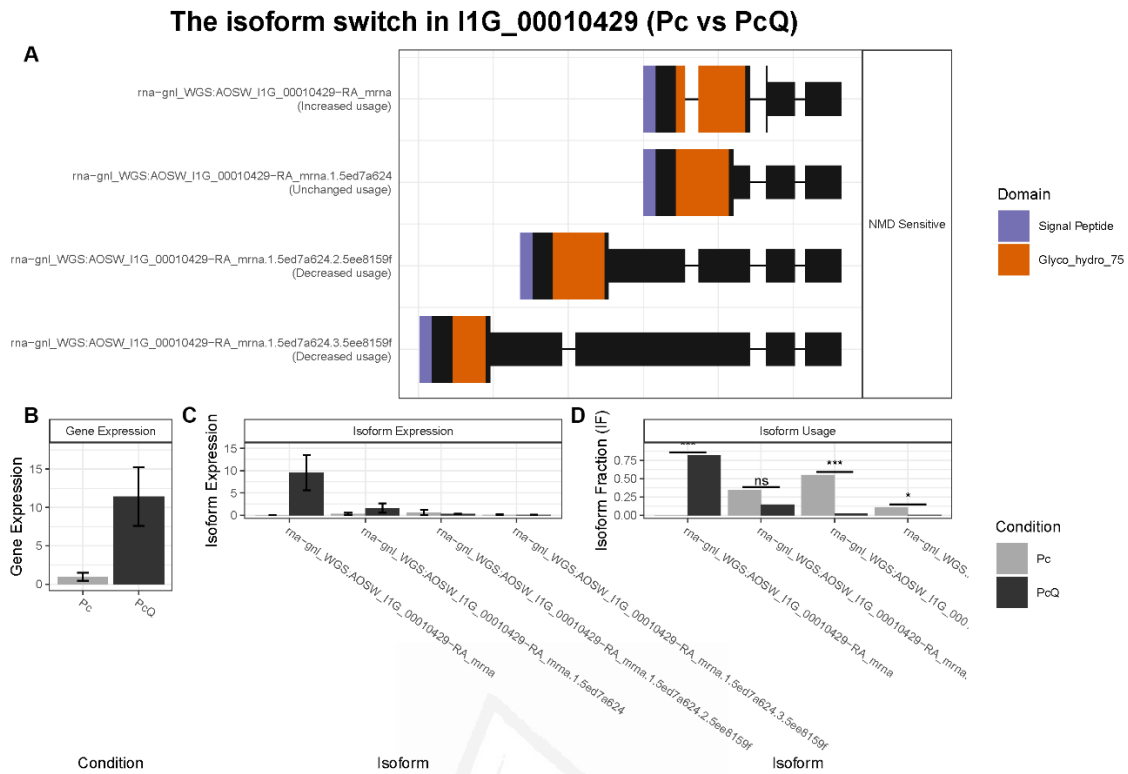 The isoform switch in I1G_00010429 (Pc vs PcQ)
A
rna-gnl_WGS:AOSW_I1G_00010429-RA_mrna
(Increased usage)
rna-gnl_WGS:AOSW_I1G_00010429-RA_mrna.1.5ed7a624
(Unchanged usage)
rna-gnl_WGS:AOSW_I1G_00010429-RA_mrna.1.5ed7a624.2.5ee8159f
(Decreased usage)
rna-gnl_WGS:AOSW_I1G_00010429-RA_mrna.1.5ed7a624.3.5ee8159f
(Decreased usage)
NMD Sensitive
Domain
Signal Peptide
Glyco_hydro_75
B
Gene Expression
Gene Expression
15
10
5
0
Pc
PcQ
Condition
C
Isoform Expression
Isoform Expression
15
10
5
0
rna-gnl_WGS:AOSW_I1G_00010429-RA_mrna
rna-gnl_WGS:AOSW_I1G_00010429-RA_mrna.1.5ed7a624
rna-gnl_WGS:AOSW_I1G_00010429-RA_mrna.1.5ed7a624.2.5ee8159f
rna-gnl_WGS:AOSW_I1G_00010429-RA_mrna.1.5ed7a624.3.5ee8159f
Isoform
D
Isoform Usage
Isoform Fraction (IF)
0.75
0.50
0.25
0.00
***
ns
***
*
rna-gnl_WGS:AOSW_I1G_00010429-RA_mrna
rna-gnl_WGS:AOSW_I1G_00010429-RA_mrna.
rna-gnl_WGS:AOSW_I1G_000.
rna-gnl_WGS.
Isoform
Condition
Pc
PcQ